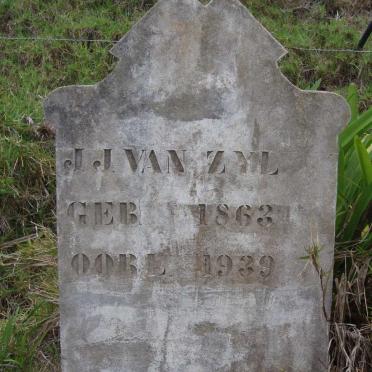 J J VAN ZYL
GEB 1863
OORL 1939